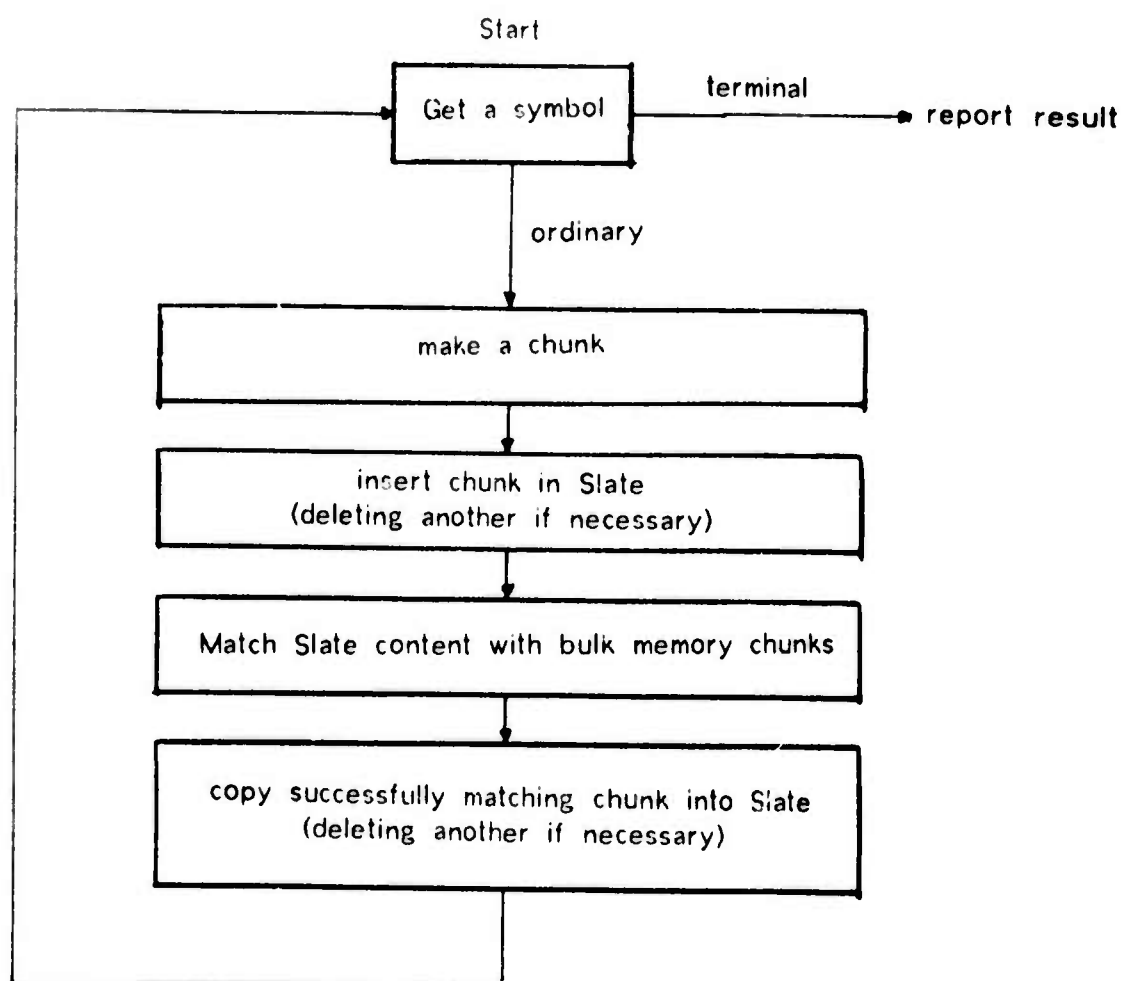 Start
Get a symbol
terminal
report result
ordinary
make a chunk
insert chunk in Slate
(deleting another if necessary)
Match Slate content with bulk memory chunks
copy successfully matching chunk into Slate
(deleting another if necessary)